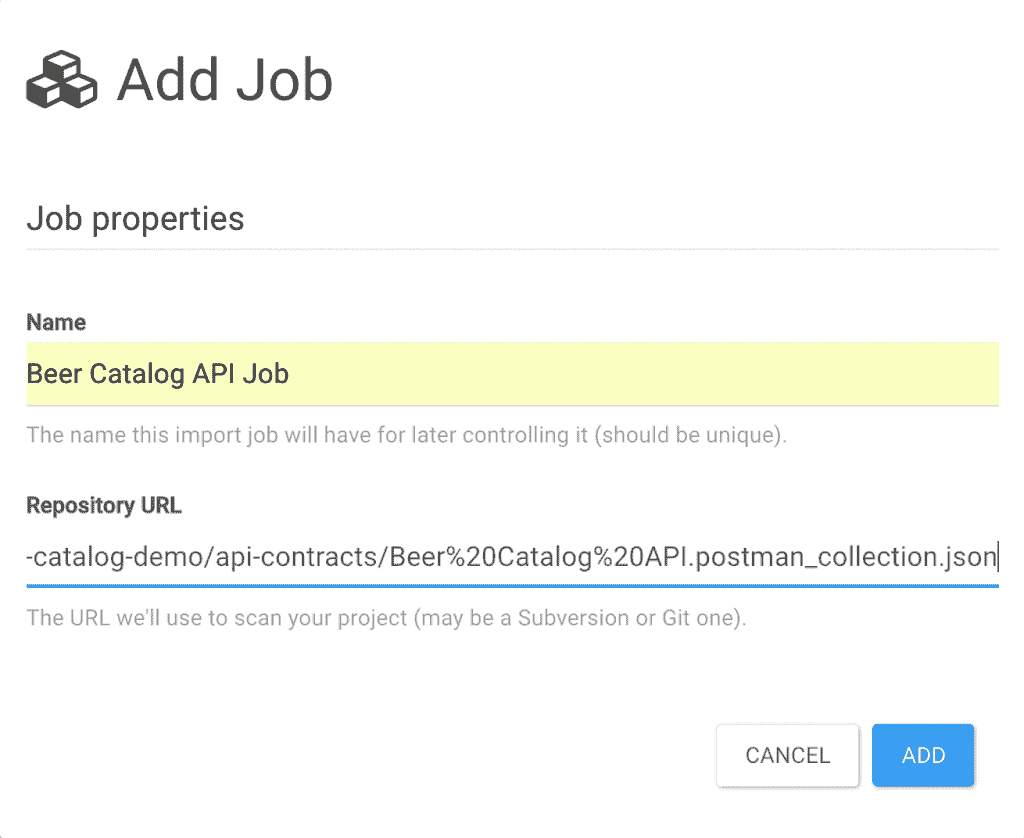 Add Job
Job properties
Name
Beer Catalog API Job
The name this import job will have for later controlling it (should be unique).
Repository URL
-catalog-demo/api-contracts/Beer%20Catalog%20API.postman_collection.json
The URL we'll use to scan your project (may be a Subversion or Git one).
CANCEL
ADD